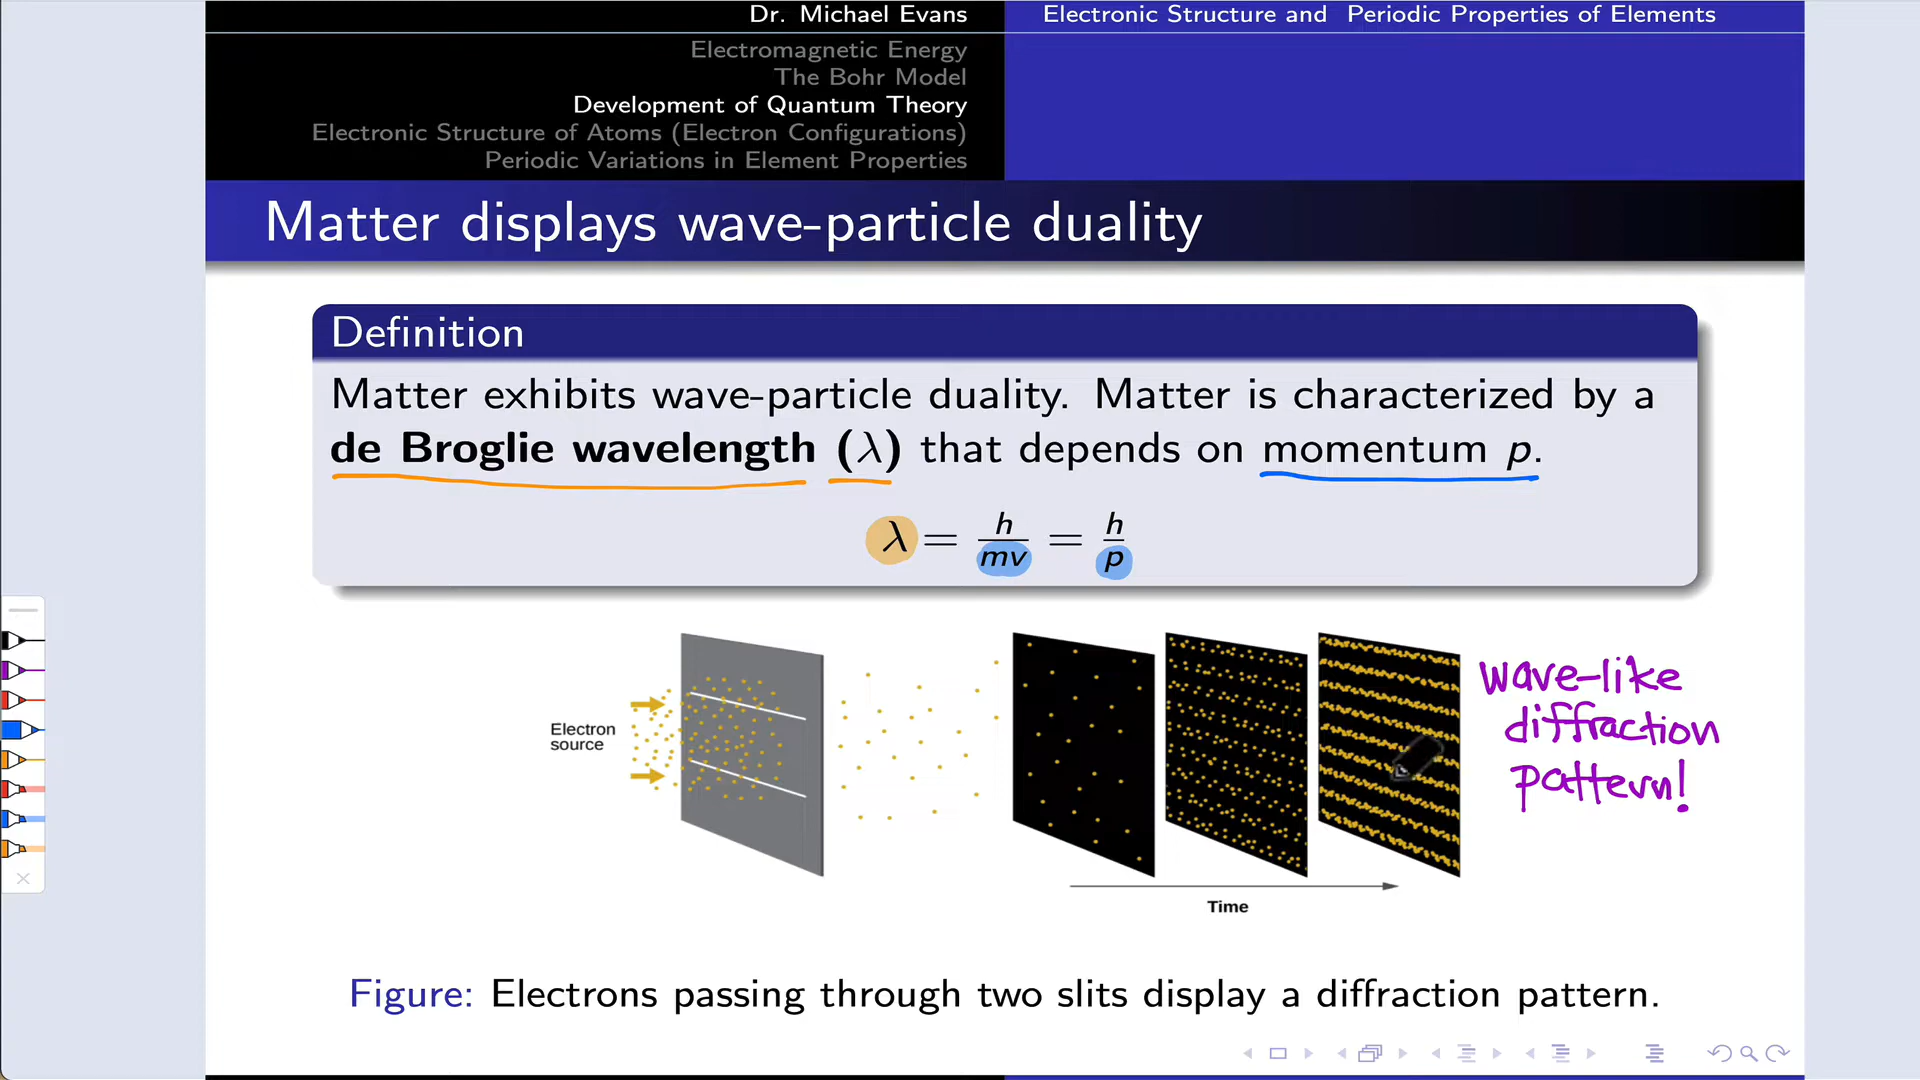 Dr. Michael Evans
Electronic Structure and Periodic Properties of Elements
Electromagnetic Energy
The Bohr Model
Development of Quantum Theory
Electronic Structure of Atoms (Electron Configurations)
Periodic Variations in Element Properties
Matter displays wave-particle duality
Definition
Matter exhibits wave-particle duality. Matter is characterized by a
de Broglie wavelength (λ) that depends on momentum p.
λ = h/mv = h/p
Electron
source
wave-like
diffraction
pattern!
Time
Figure: Electrons passing through two slits display a diffraction pattern.